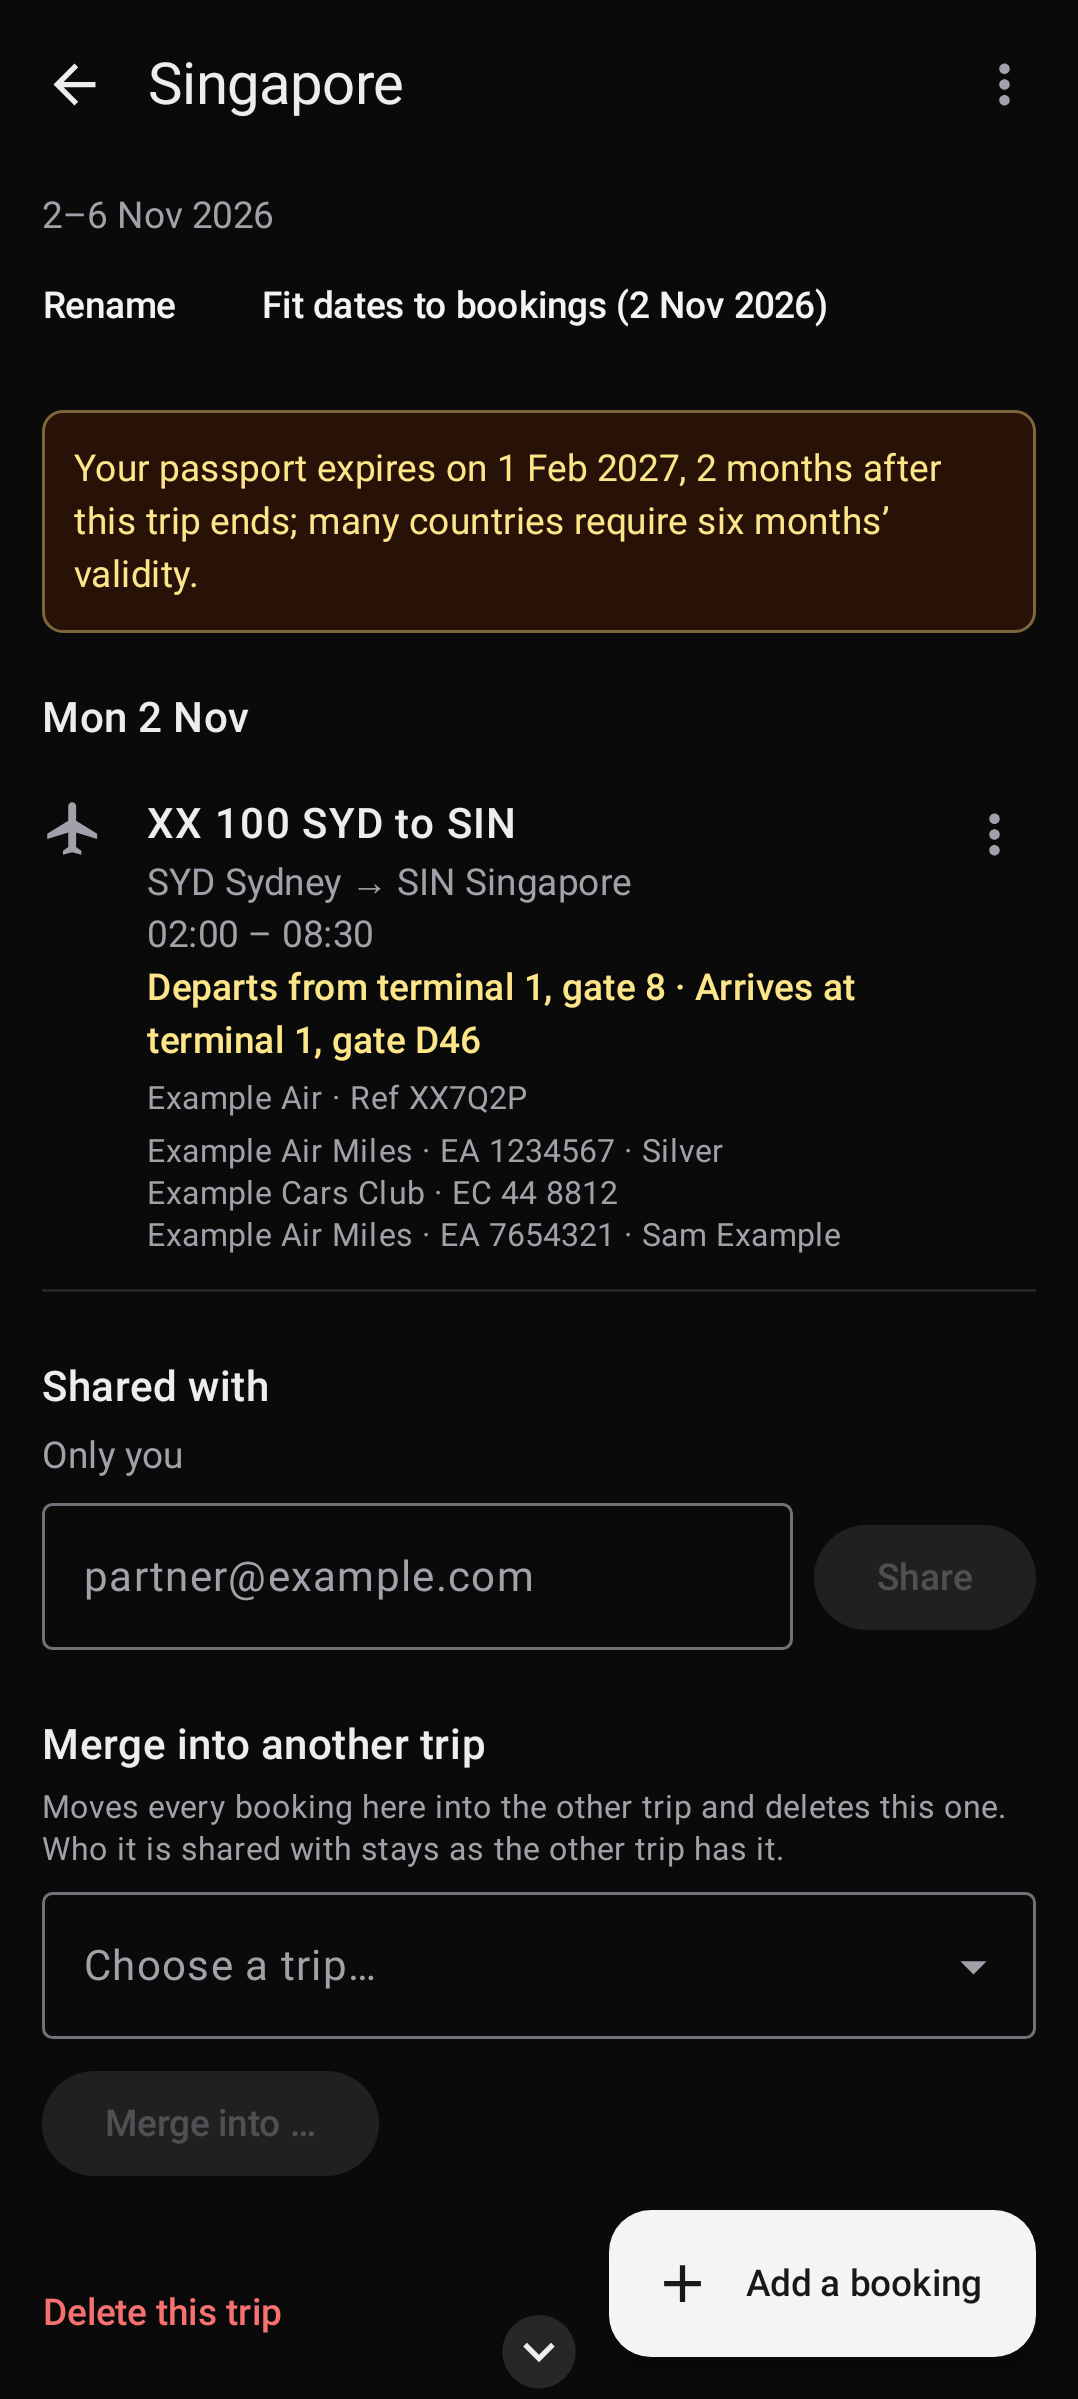 Singapore
2–6 Nov 2026
Rename
Fit dates to bookings (2 Nov 2026)
Your passport expires on 1 Feb 2027, 2 months after
this trip ends; many countries require six months’
validity.
Mon 2 Nov
XX 100 SYD to SIN
SYD Sydney → SIN Singapore
02:00 – 08:30
Departs from terminal 1, gate 8 · Arrives at
terminal 1, gate D46
Example Air · Ref XX7Q2P
Example Air Miles · EA 1234567 · Silver
Example Cars Club · EC 44 8812
Example Air Miles · EA 7654321 · Sam Example
Shared with
Only you
partner@example.com
Share
Merge into another trip
Moves every booking here into the other trip and deletes this one.
Who it is shared with stays as the other trip has it.
Choose a trip…
Merge into …
Add a booking
Delete this trip